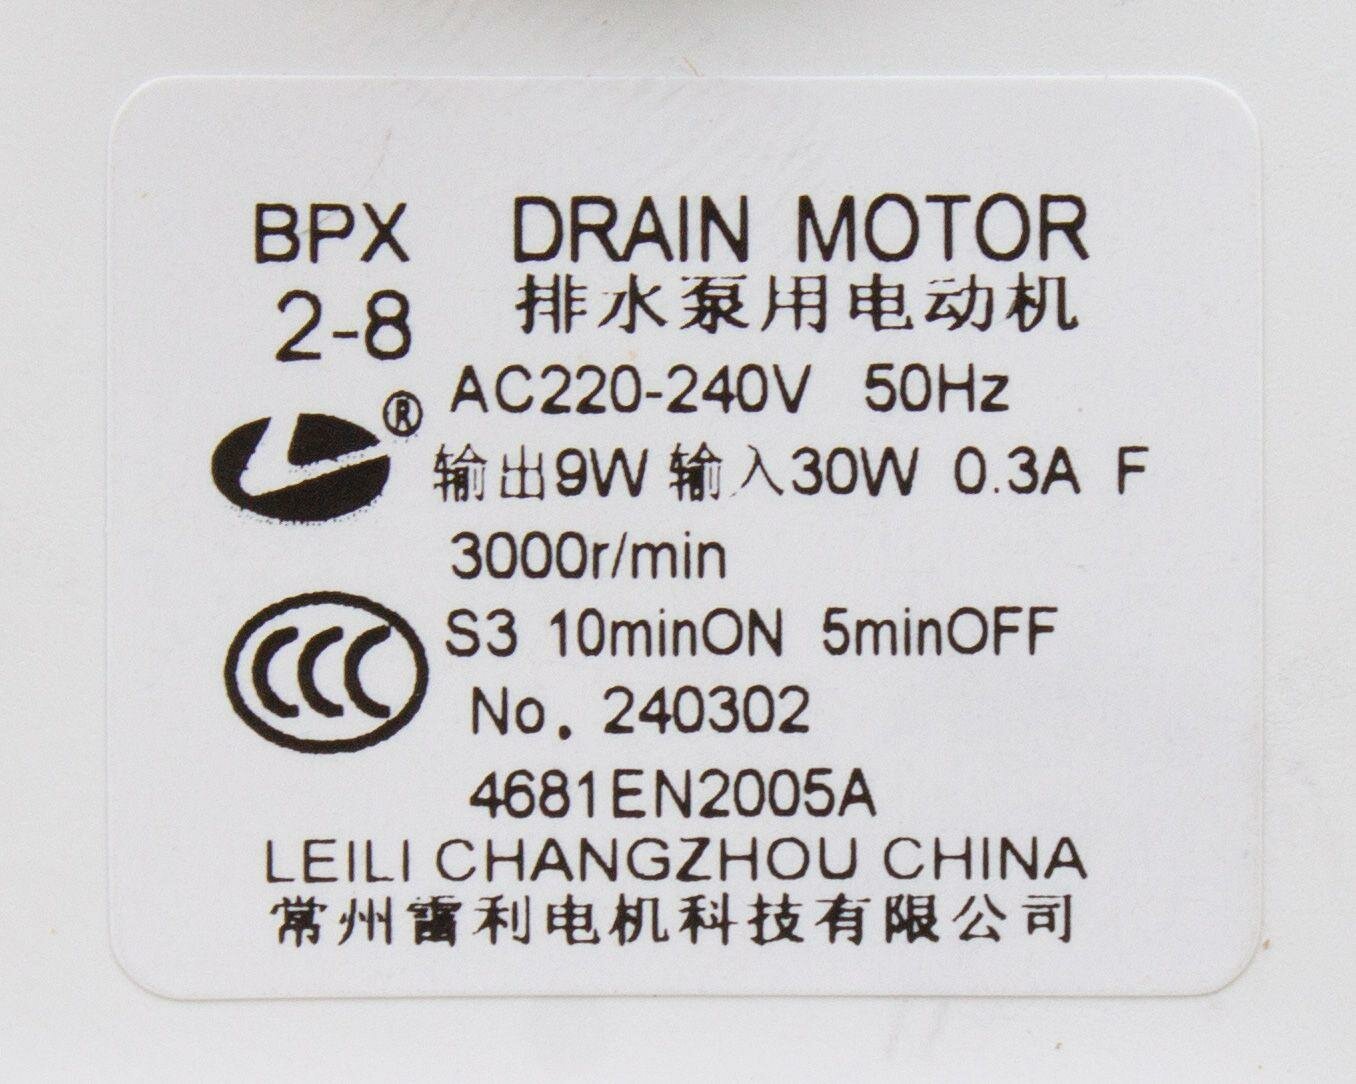 BPX DRAIN MOTOR
2-8 排水泵用电动机
® AC220-240V 50Hz
输出9W 输入30W 0.3A F
3000r/min
CCC S3 10minON 5minOFF
No. 240302
4681EN2005A
LEILI CHANGZHOU CHINA
常州雷利电机科技有限公司